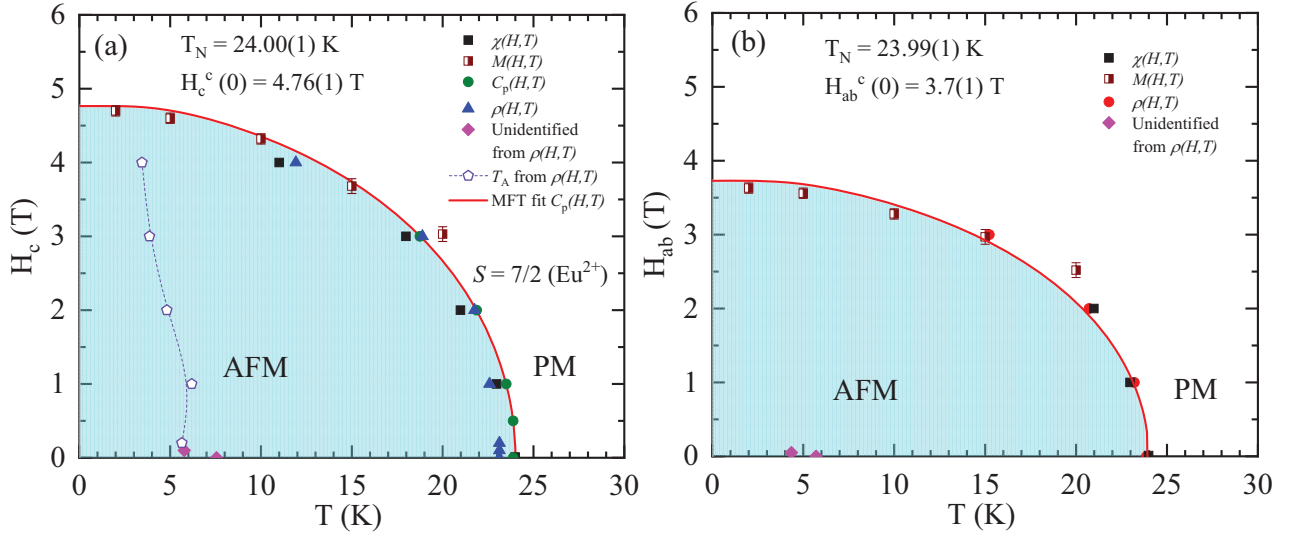 (a)
T_N = 24.00(1) K
H_c^c (0) = 4.76(1) T
χ(H,T)
M(H,T)
C_p(H,T)
ρ(H,T)
Unidentified
from ρ(H,T)
T_A from ρ(H,T)
MFT fit C_p(H,T)
S = 7/2 (Eu²⁺)
AFM
PM
H_c (T)
6
5
4
3
2
1
0
0 5 10 15 20 25 30
T (K)
(b)
T_N = 23.99(1) K
H_ab^c (0) = 3.7(1) T
χ(H,T)
M(H,T)
ρ(H,T)
Unidentified
from ρ(H,T)
AFM
PM
H_ab (T)
6
5
4
3
2
1
0
0 5 10 15 20 25 30
T (K)